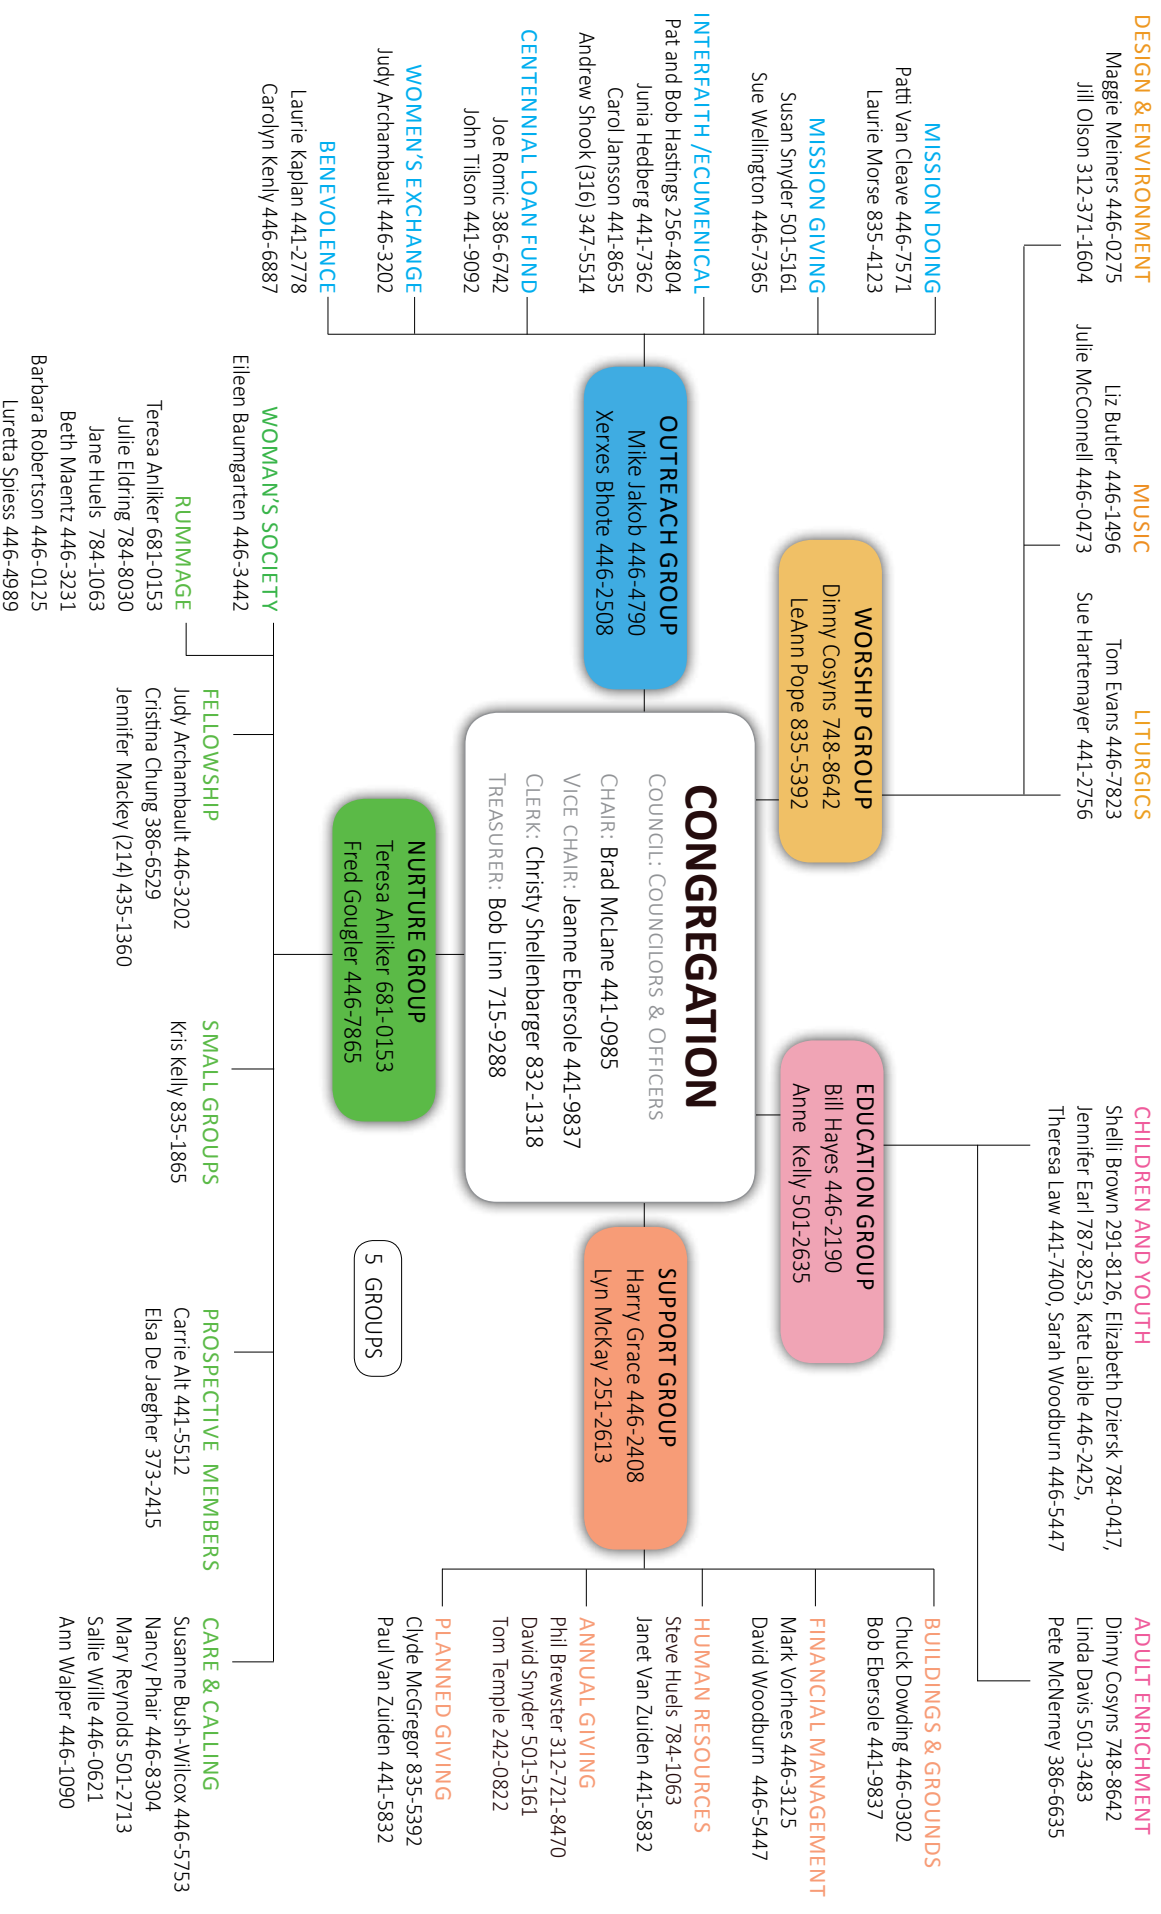 DESIGN & ENVIRONMENT
Maggie Meiners 446-0275
Jill Olson 312-371-1604
MUSIC
Liz Butler 446-1496
Julie McConnell 446-0473
LITURGICS
Tom Evans 446-7823
Sue Hartemayer 441-2756
CHILDREN AND YOUTH
Shelli Brown 291-8126, Elizabeth Dziersk 784-0417,
Jennifer Earl 787-8253, Kate Laible 446-2425,
Theresa Law 441-7400, Sarah Woodburn 446-5447
ADULT ENRICHMENT
Dinny Cosyns 748-8642
Linda Davis 501-3483
Pete McNerney 386-6635
WORSHIP GROUP
Dinny Cosyns 748-8642
LeAnn Pope 835-5392
EDUCATION GROUP
Bill Hayes 446-2190
Anne  Kelly 501-2635
MISSION DOING
Patti Van Cleave 446-7571
Laurie Morse 835-4123
MISSION GIVING
Susan Snyder 501-5161
Sue Wellington 446-7365
INTERFAITH /ECUMENICAL
Pat and Bob Hastings 256-4804
Junia Hedberg 441-7362
Carol Jansson 441-8635
Andrew Shook (316) 347-5514
CENTENNIAL LOAN FUND
Joe Romic 386-6742
John Tilson 441-9092
WOMEN'S EXCHANGE
Judy Archambault 446-3202
BENEVOLENCE
Laurie Kaplan 441-2778
Carolyn Kenly 446-6887
OUTREACH GROUP
Mike Jakob 446-4790
Xerxes Bhote 446-2508
CONGREGATION
COUNCIL: COUNCILORS & OFFICERS
CHAIR: Brad McLane 441-0985
VICE CHAIR: Jeanne Ebersole 441-9837
CLERK: Christy Shellenbarger 832-1318
TREASURER: Bob Linn 715-9288
SUPPORT GROUP
Harry Grace 446-2408
Lyn McKay 251-2613
BUILDINGS & GROUNDS
Chuck Dowding 446-0302
Bob Ebersole 441-9837
FINANCIAL MANAGEMENT
Mark Vorhees 446-3125
David Woodburn  446-5447
HUMAN RESOURCES
Steve Huels 784-1063
Janet Van Zuiden 441-5832
ANNUAL GIVING
Phil Brewster 312-721-8470
David Snyder 501-5161
Tom Temple 242-0822
PLANNED GIVING
Clyde McGregor 835-5392
Paul Van Zuiden 441-5832
NURTURE GROUP
Teresa Anliker 681-0153
Fred Gougler 446-7865
5  GROUPS
WOMAN'S SOCIETY
Eileen Baumgarten 446-3442
RUMMAGE
Teresa Anliker 681-0153
Julie Eldring 784-8030
Jane Huels  784-1063
Beth Maentz 446-3231
Barbara Robertson 446-0125
Luretta Spiess 446-4989
FELLOWSHIP
Judy Archambault 446-3202
Cristina Chung 386-6529
Jennifer Mackey (214) 435-1360
SMALL GROUPS
Kris Kelly 835-1865
PROSPECTIVE  MEMBERS
Carrie Alt 441-5512
Elsa De Jaegher 373-2415
CARE & CALLING
Susanne Bush-Wilcox 446-5753
Nancy Phair 446-8304
Mary Reynolds 501-2713
Sallie Wille 446-0621
Ann Walper 446-1090